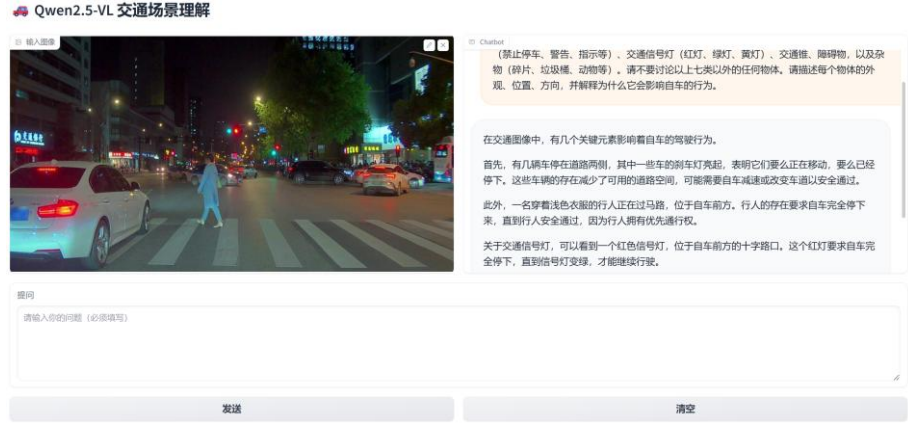 Qwen2.5-VL 交通场景理解
输入图像
Chatbot
（禁止停车、警告、指示等）、交通信号灯（红灯、绿灯、黄灯）、交通锥、障碍物，以及杂
物（碎片、垃圾桶、动物等）。请不要讨论以上七类以外的任何物体。请描述每个物体的外
观、位置、方向，并解释为什么它会影响自车的行为。
在交通图像中，有几个关键元素影响着自车的驾驶行为。
首先，有几辆车停在道路两侧，其中一些车的刹车灯亮起，表明它们要么正在移动，要么已经
停下。这些车辆的存在减少了可用的道路空间，可能需要自车减速或改变车道以安全通过。
此外，一名穿着浅色衣服的行人正在过马路，位于自车前方。行人的存在要求自车完全停下
来，直到行人安全通过，因为行人拥有优先通行权。
关于交通信号灯，可以看到一个红色信号灯，位于自车前方的十字路口。这个红灯要求自车完
全停下，直到信号灯变绿，才能继续行驶。
提问
请输入你的问题（必须填写）
发送
清空